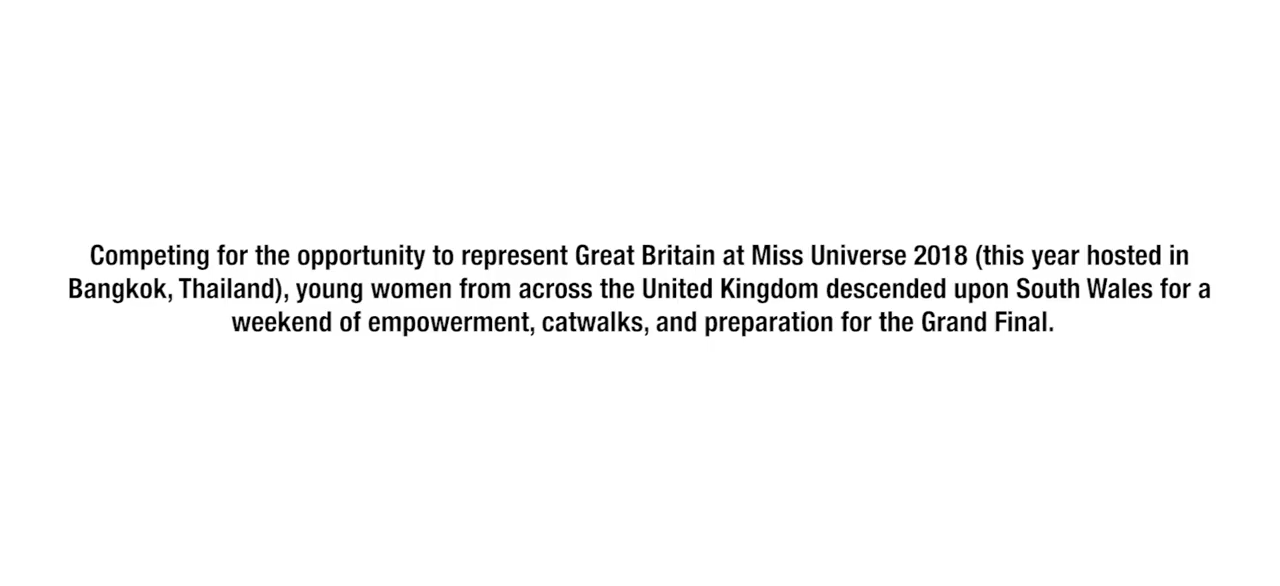 Competing for the opportunity to represent Great Britain at Miss Universe 2018 (this year hosted in
Bangkok, Thailand), young women from across the United Kingdom descended upon South Wales for a
weekend of empowerment, catwalks, and preparation for the Grand Final.